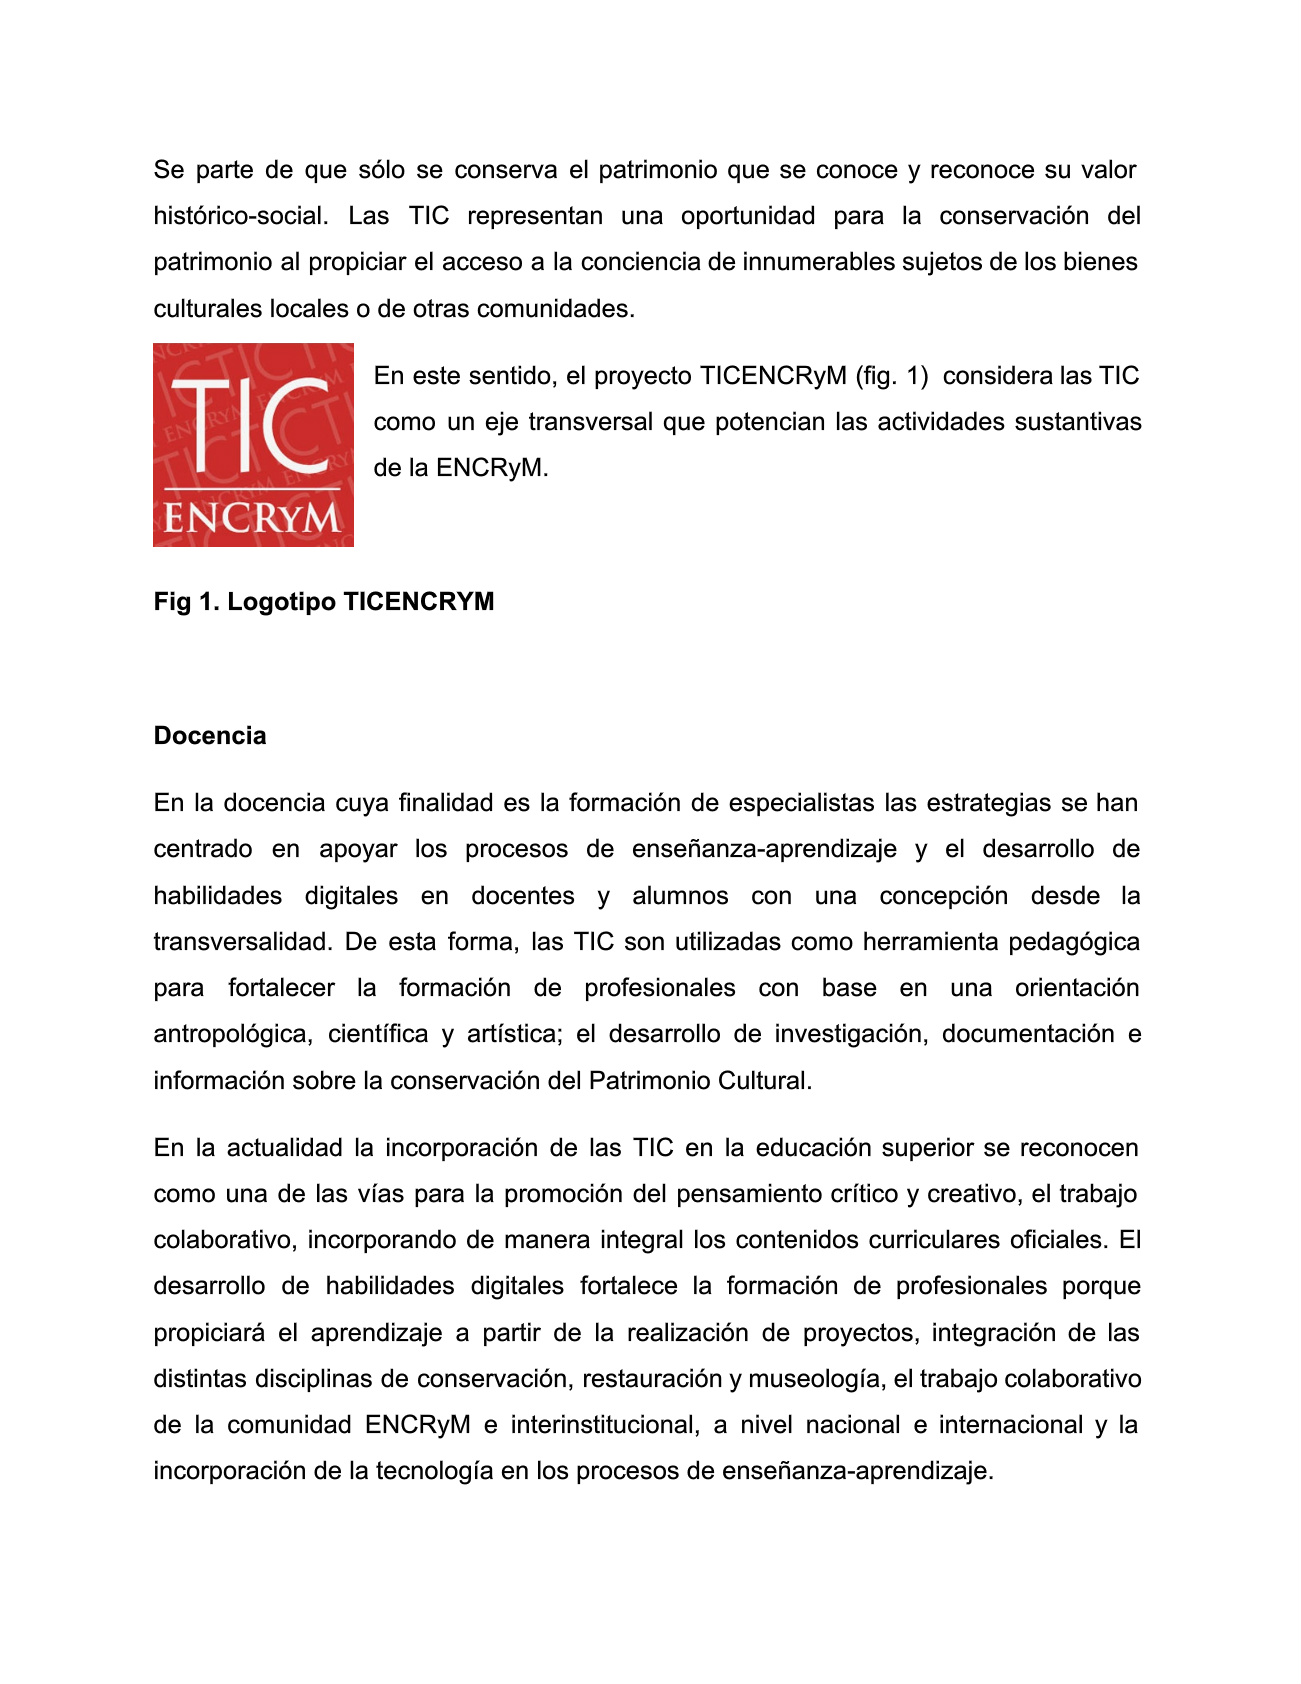 Se parte de que sólo se conserva el patrimonio que se conoce y reconoce su valor
histórico-social. Las TIC representan una oportunidad para la conservación del
patrimonio al propiciar el acceso a la conciencia de innumerables sujetos de los bienes
culturales locales o de otras comunidades.
TIC
ENCRyM
En este sentido, el proyecto TICENCRyM (fig. 1) considera las TIC
como un eje transversal que potencian las actividades sustantivas
de la ENCRyM.
Fig 1. Logotipo TICENCRYM
Docencia
En la docencia cuya finalidad es la formación de especialistas las estrategias se han
centrado en apoyar los procesos de enseñanza-aprendizaje y el desarrollo de
habilidades digitales en docentes y alumnos con una concepción desde la
transversalidad. De esta forma, las TIC son utilizadas como herramienta pedagógica
para fortalecer la formación de profesionales con base en una orientación
antropológica, científica y artística; el desarrollo de investigación, documentación e
información sobre la conservación del Patrimonio Cultural.
En la actualidad la incorporación de las TIC en la educación superior se reconocen
como una de las vías para la promoción del pensamiento crítico y creativo, el trabajo
colaborativo, incorporando de manera integral los contenidos curriculares oficiales. El
desarrollo de habilidades digitales fortalece la formación de profesionales porque
propiciará el aprendizaje a partir de la realización de proyectos, integración de las
distintas disciplinas de conservación, restauración y museología, el trabajo colaborativo
de la comunidad ENCRyM e interinstitucional, a nivel nacional e internacional y la
incorporación de la tecnología en los procesos de enseñanza-aprendizaje.